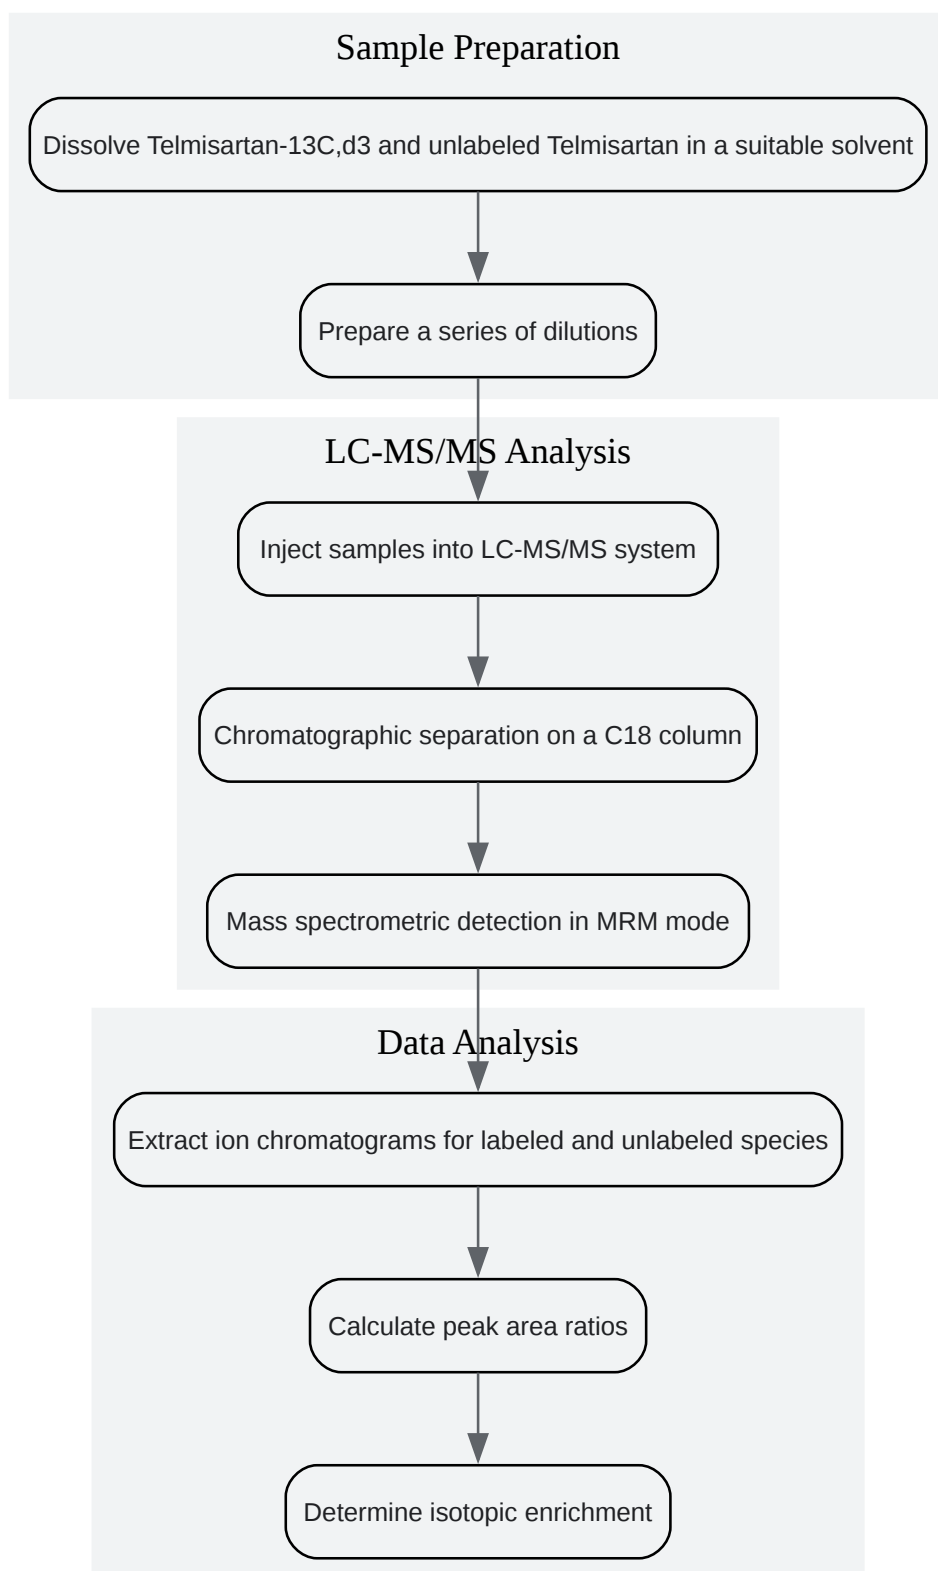 Sample Preparation
Dissolve Telmisartan-13C,d3 and unlabeled Telmisartan in a suitable solvent
Prepare a series of dilutions
LC-MS/MS Analysis
Inject samples into LC-MS/MS system
Chromatographic separation on a C18 column
Mass spectrometric detection in MRM mode
Data Analysis
Extract ion chromatograms for labeled and unlabeled species
Calculate peak area ratios
Determine isotopic enrichment